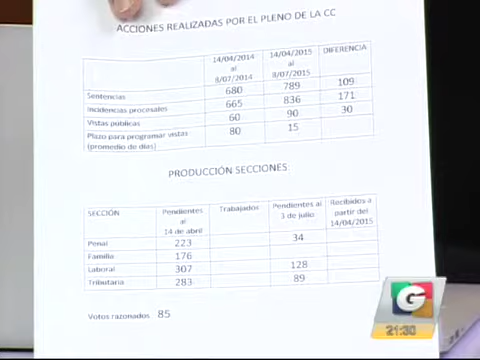 ACCIONES REALIZADAS POR EL PLENO DE LA CC
14/04/2014 al 8/07/2014 14/04/2015 al 8/07/2015 DIFERENCIA
Sentencias 680 789 109
Incidencias procesales 665 836 171
Vistas públicas 60 90 30
Plazo para programar vistas (promedio de días) 80 15
PRODUCCIÓN SECCIONES:
SECCIÓN Pendientes al 14 de abril Trabajados Pendientes al 3 de julio Recibidos a partir del 14/04/2015
Penal 223 34
Familia 176
Laboral 307 128
Tributaria 283 89
Votos razonados 85
G
21:30